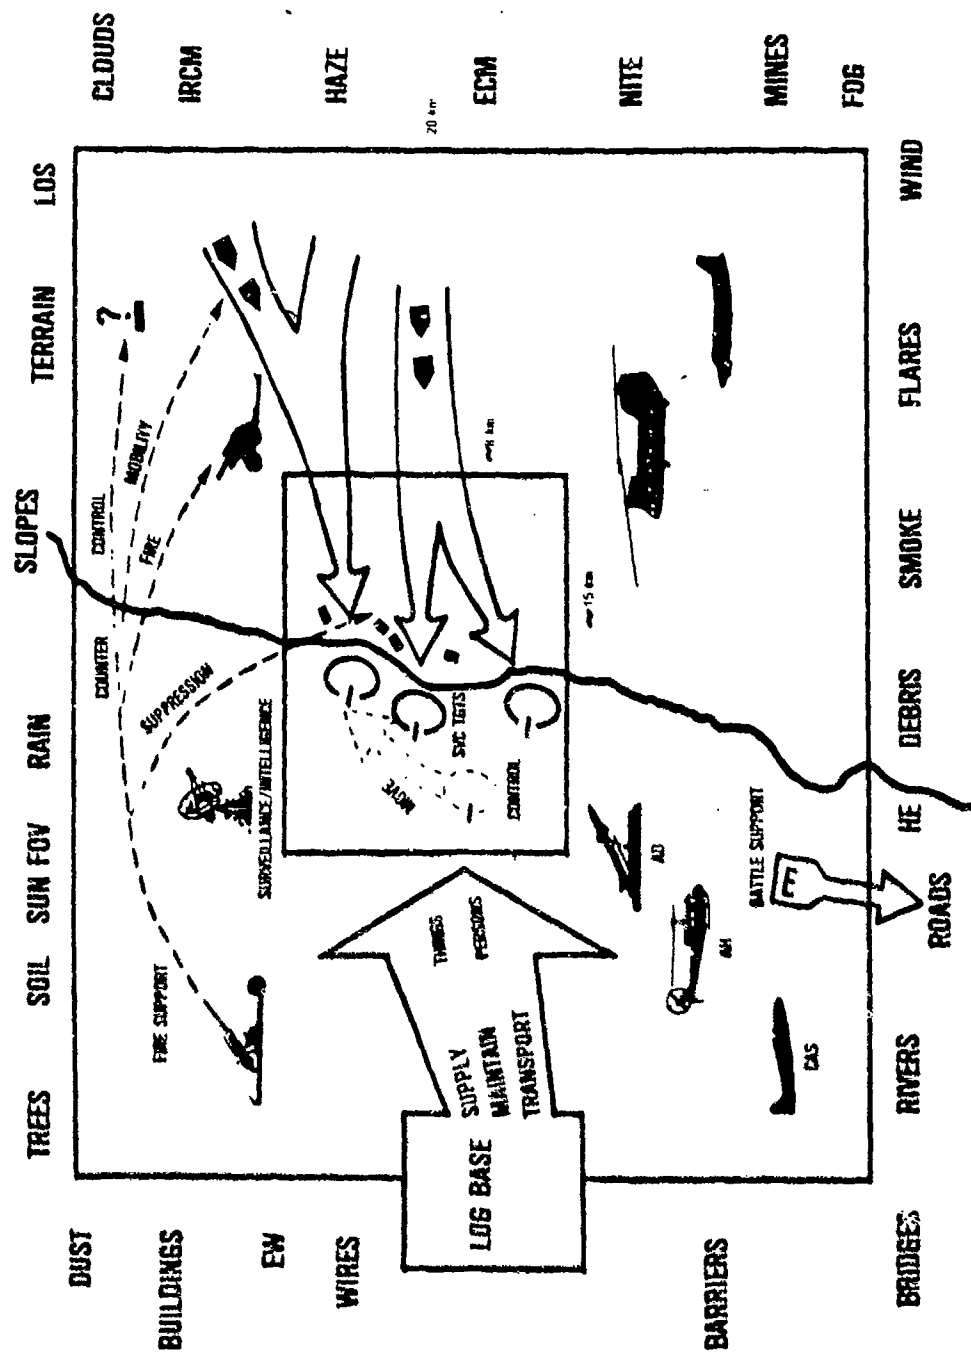 TREES SOIL SUN FOV RAIN SLOPES TERRAIN LOS
DUST
CLOUDS
COUNTER CONTROL
?
MOBILITY
FIRE
FIRE SUPPORT
SUPPRESSION
BUILDINGS
IRCM
SURVEILLANCE/INTELLIGENCE
EW
WIRES
HAZE
MOVE
20 km
THINGS
PERSONS
SVC TGTS
CONTROL
SUPPLY
MAINTAIN
TRANSPORT
LOG BASE
ECM
km
~15 km
NITE
AD
AH
BATTLE SUPPORT
E
CAS
BARRIERS
MINES
FOG
BRIDGES RIVERS ROADS HE DEBRIS SMOKE FLARES WIND